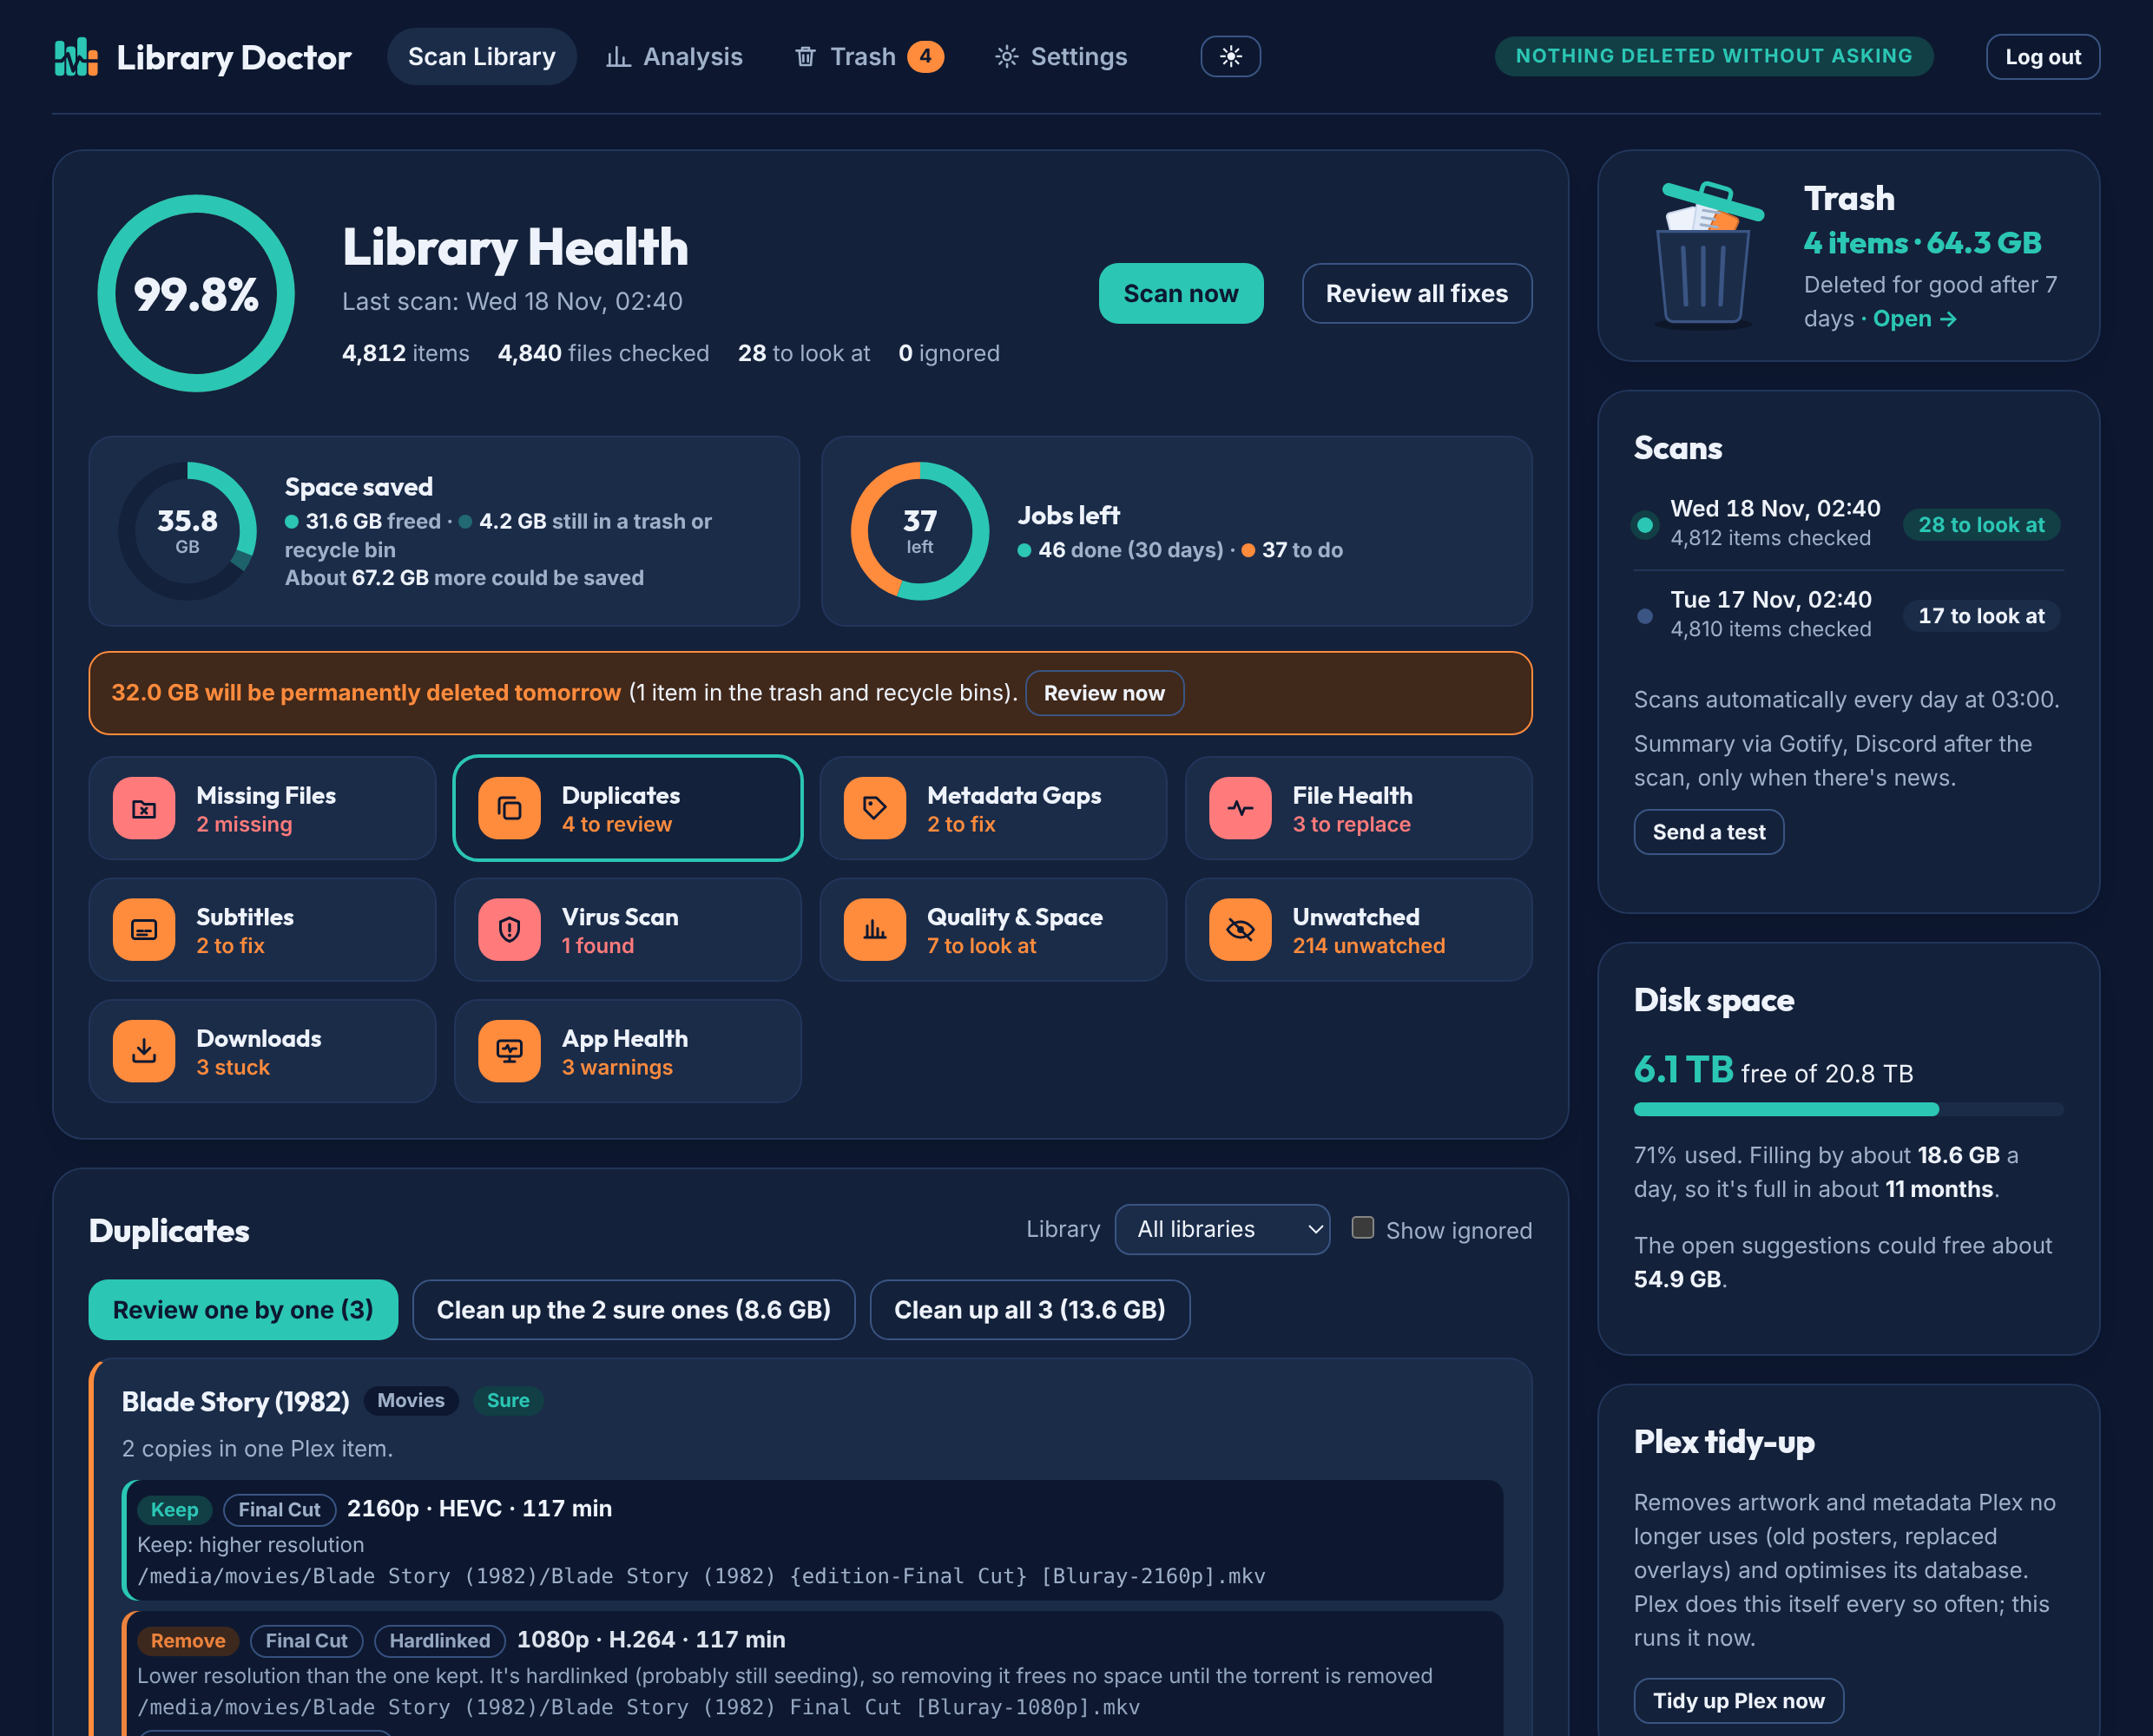 Library Doctor
Scan Library
Analysis
Trash 4
Settings
NOTHING DELETED WITHOUT ASKING
Log out
99.8%
Library Health
Last scan: Wed 18 Nov, 02:40
4,812 items 4,840 files checked 28 to look at 0 ignored
Scan now
Review all fixes
35.8
GB
Space saved
31.6 GB freed · 4.2 GB still in a trash or
recycle bin
About 67.2 GB more could be saved
37
left
Jobs left
46 done (30 days) · 37 to do
32.0 GB will be permanently deleted tomorrow (1 item in the trash and recycle bins). Review now
Missing Files
2 missing
Duplicates
4 to review
Metadata Gaps
2 to fix
File Health
3 to replace
Subtitles
2 to fix
Virus Scan
1 found
Quality & Space
7 to look at
Unwatched
214 unwatched
Downloads
3 stuck
App Health
3 warnings
Duplicates
Library All libraries Show ignored
Review one by one (3)
Clean up the 2 sure ones (8.6 GB)
Clean up all 3 (13.6 GB)
Blade Story (1982) Movies Sure
2 copies in one Plex item.
Keep Final Cut 2160p · HEVC · 117 min
Keep: higher resolution
/media/movies/Blade Story (1982)/Blade Story (1982) {edition-Final Cut} [Bluray-2160p].mkv
Remove Final Cut Hardlinked 1080p · H.264 · 117 min
Lower resolution than the one kept. It's hardlinked (probably still seeding), so removing it frees no space until the torrent is removed
/media/movies/Blade Story (1982)/Blade Story (1982) Final Cut [Bluray-1080p].mkv
Trash
4 items · 64.3 GB
Deleted for good after 7
days · Open →
Scans
Wed 18 Nov, 02:40
4,812 items checked
28 to look at
Tue 17 Nov, 02:40
4,810 items checked
17 to look at
Scans automatically every day at 03:00.
Summary via Gotify, Discord after the
scan, only when there's news.
Send a test
Disk space
6.1 TB free of 20.8 TB
71% used. Filling by about 18.6 GB a
day, so it's full in about 11 months.
The open suggestions could free about
54.9 GB.
Plex tidy-up
Removes artwork and metadata Plex no
longer uses (old posters, replaced
overlays) and optimises its database.
Plex does this itself every so often; this
runs it now.
Tidy up Plex now